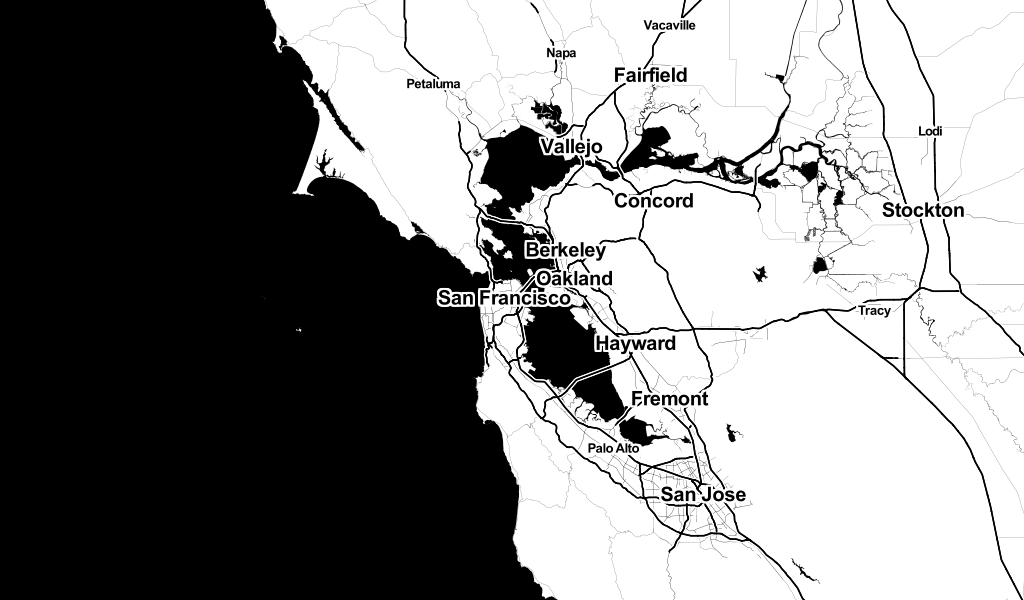 Vacaville
Napa
Fairfield
Petaluma
Lodi
Vallejo
Concord
Stockton
Berkeley
Oakland
San Francisco
Tracy
Hayward
Fremont
Palo Alto
San Jose